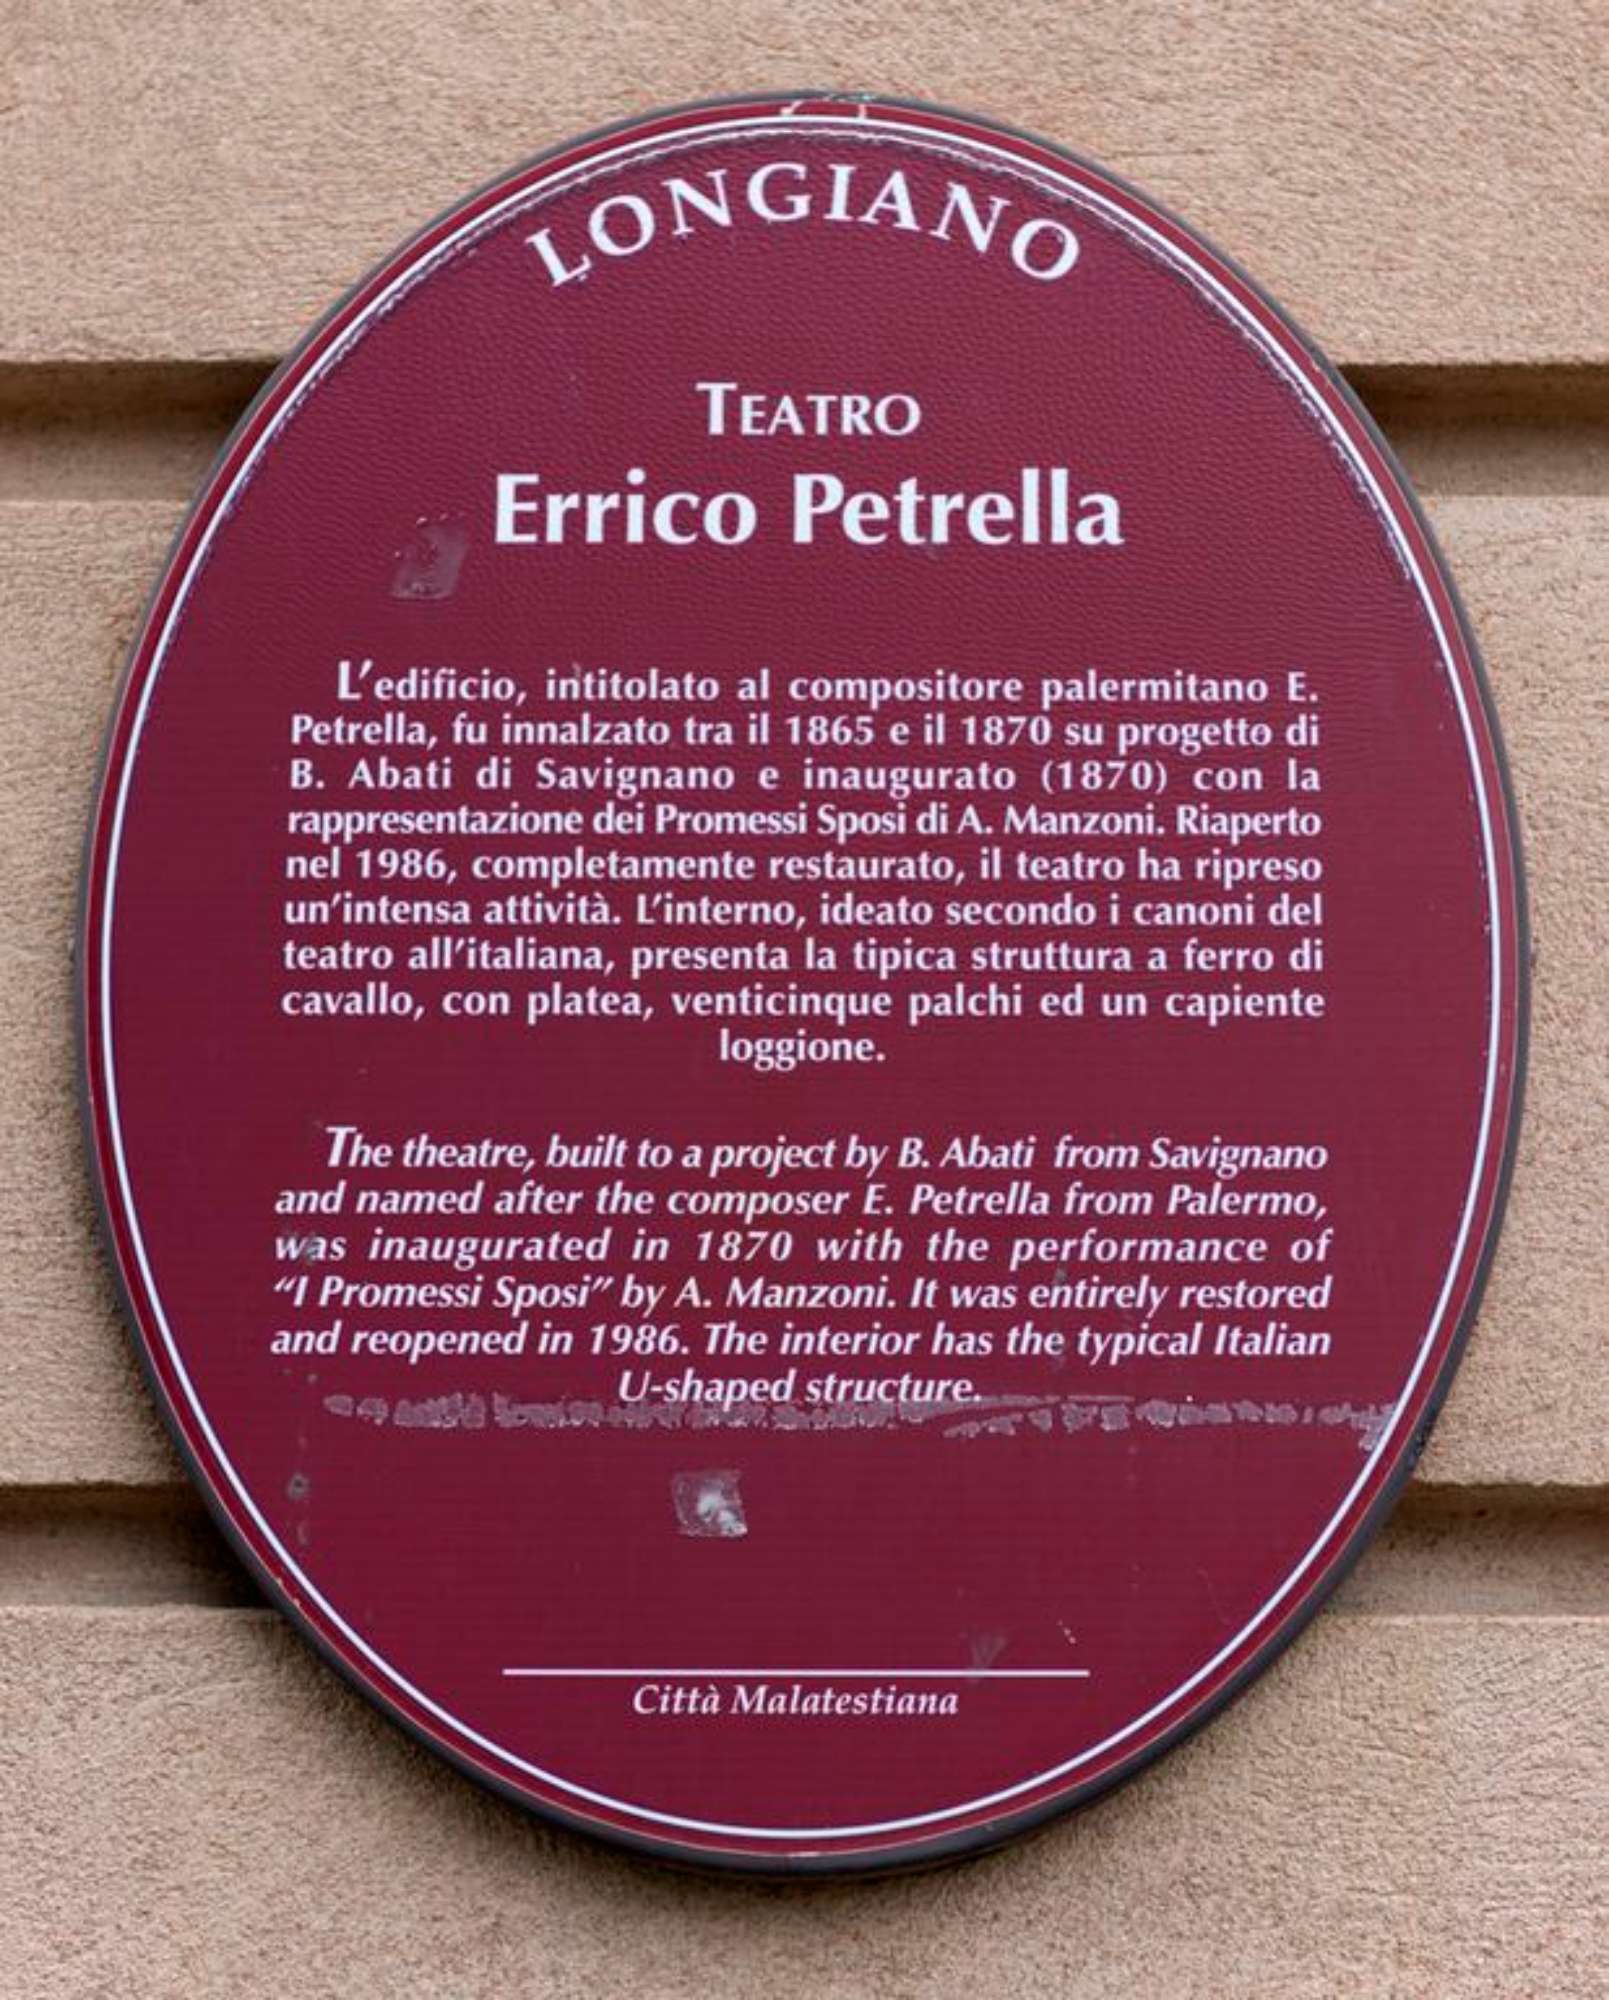 LONGIANO
TEATRO
Errico Petrella
L'edificio, intitolato al compositore palermitano E.
Petrella, fu innalzato tra il 1865 e il 1870 su progetto di
B. Abati di Savignano e inaugurato (1870) con la
rappresentazione dei Promessi Sposi di A. Manzoni. Riaperto
nel 1986, completamente restaurato, il teatro ha ripreso
un'intensa attività. L'interno, ideato secondo i canoni del
teatro all'italiana, presenta la tipica struttura a ferro di
cavallo, con platea, venticinque palchi ed un capiente
loggione.
The theatre, built to a project by B. Abati from Savignano
and named after the composer E. Petrella from Palermo,
was inaugurated in 1870 with the performance of
“I Promessi Sposi” by A. Manzoni. It was entirely restored
and reopened in 1986. The interior has the typical Italian
U-shaped structure.
Città Malatestiana